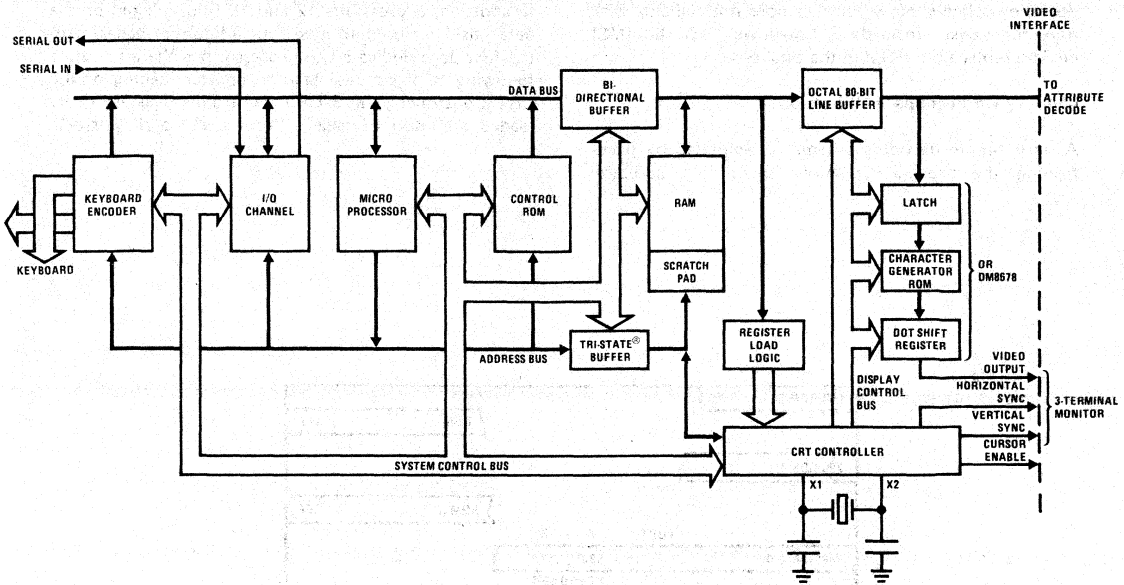 VIDEO
INTERFACE
SERIAL OUT
SERIAL IN
DATA BUS
BI-
DIRECTIONAL
BUFFER
OCTAL 80-BIT
LINE BUFFER
TO
ATTRIBUTE
DECODE
KEYBOARD
ENCODER
I/O
CHANNEL
MICRO
PROCESSOR
CONTROL
ROM
RAM
SCRATCH
PAD
LATCH
CHARACTER
GENERATOR
ROM
DOT SHIFT
REGISTER
OR
DM8678
KEYBOARD
ADDRESS BUS
TRI-STATE®
BUFFER
REGISTER
LOAD
LOGIC
DISPLAY
CONTROL
BUS
VIDEO
OUTPUT
HORIZONTAL
SYNC
VERTICAL
SYNC
CURSOR
ENABLE
3-TERMINAL
MONITOR
SYSTEM CONTROL BUS
CRT CONTROLLER
X1
X2